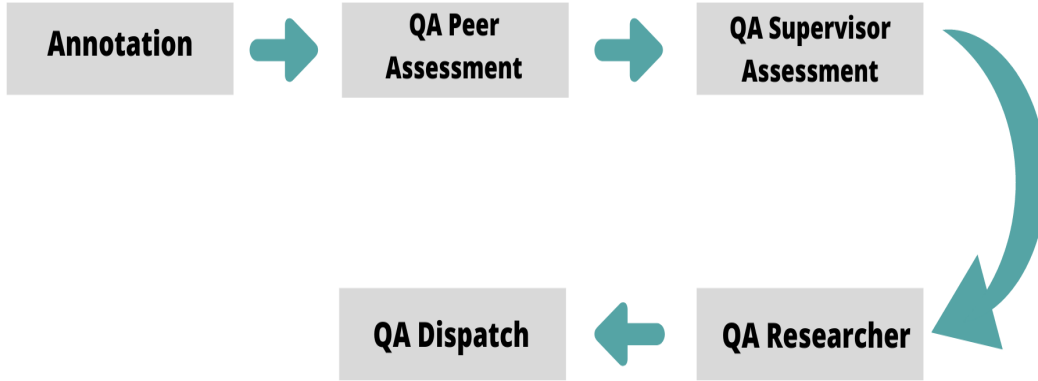 Annotation
QA Peer
Assessment
QA Supervisor
Assessment
QA Researcher
QA Dispatch